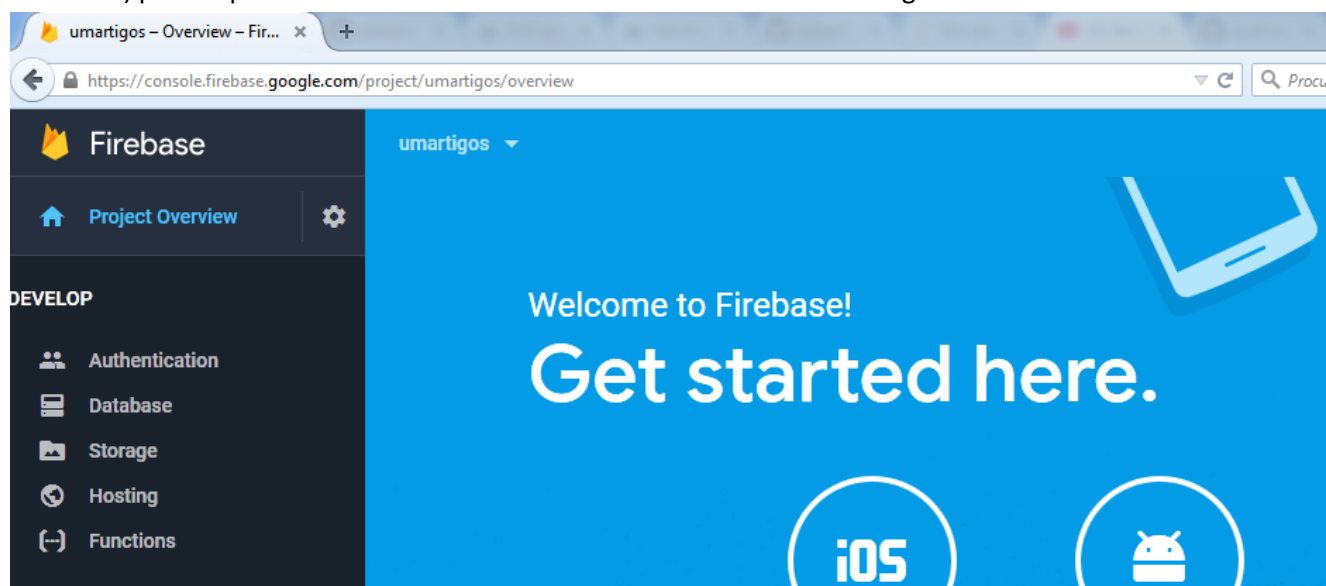 umartigos – Overview – Fir...
https://console.firebase.google.com/project/umartigos/overview
Procu
Firebase
umartigos
Project Overview
DEVELOP
Welcome to Firebase!
Get started here.
Authentication
Database
Storage
Hosting
Functions
iOS